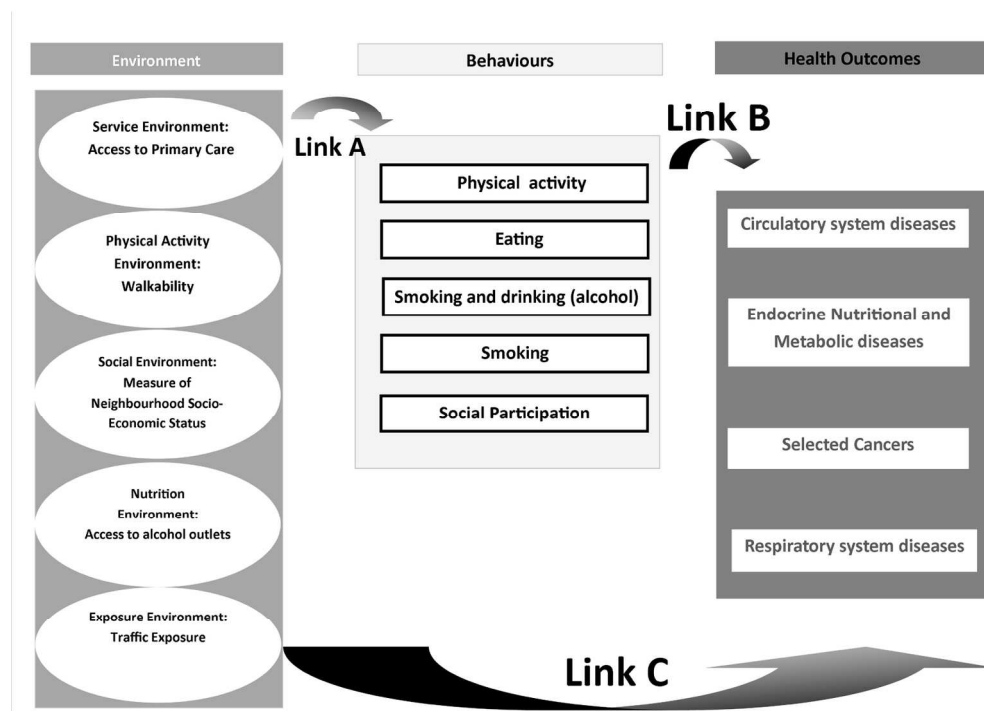 Environment
Behaviours
Health Outcomes
Service Environment:
Access to Primary Care
Physical Activity
Environment:
Walkability
Social Environment:
Measure of
Neighbourhood Socio-
Economic Status
Nutrition
Environment:
Access to alcohol outlets
Exposure Environment:
Traffic Exposure
Link A
Physical activity
Eating
Smoking and drinking (alcohol)
Smoking
Social Participation
Link B
Circulatory system diseases
Endocrine Nutritional and
Metabolic diseases
Selected Cancers
Respiratory system diseases
Link C